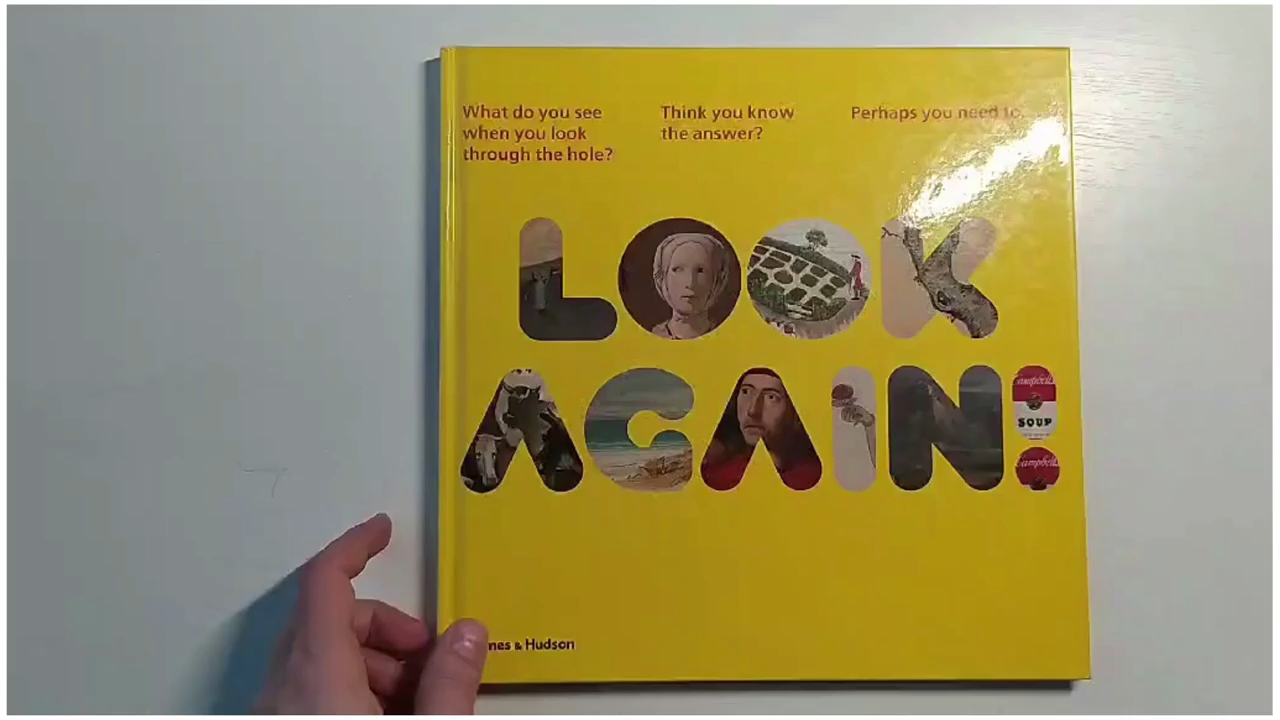 What do you see
when you look
through the hole?
Think you know
the answer?
Perhaps you need to.
LOOK
AGAIN!
Campbell's
SOUP
Campbell's
& Hudson